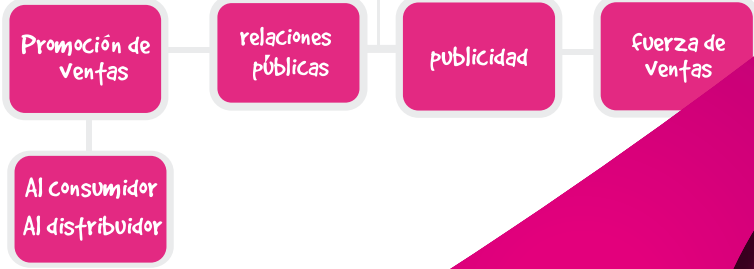 Promoción de
ventas
relaciones
públicas
publicidad
fuerza de
ventas
Al consumidor
Al distribuidor